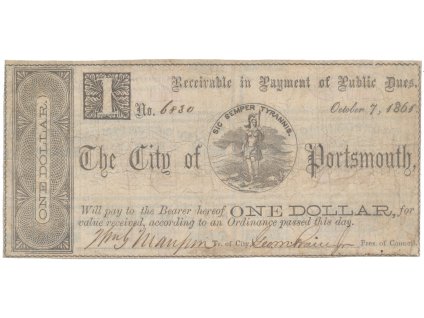 ONE DOLLAR.
1
Receivable in Payment of Public Dues.
No. 6830
October 7, 1861.
SIC SEMPER TYRANNIS.
The City of Portsmouth,
Will pay to the Bearer hereof ONE DOLLAR, for
value received, according to an Ordinance passed this day.
Tr. of City. Pres. of Council.